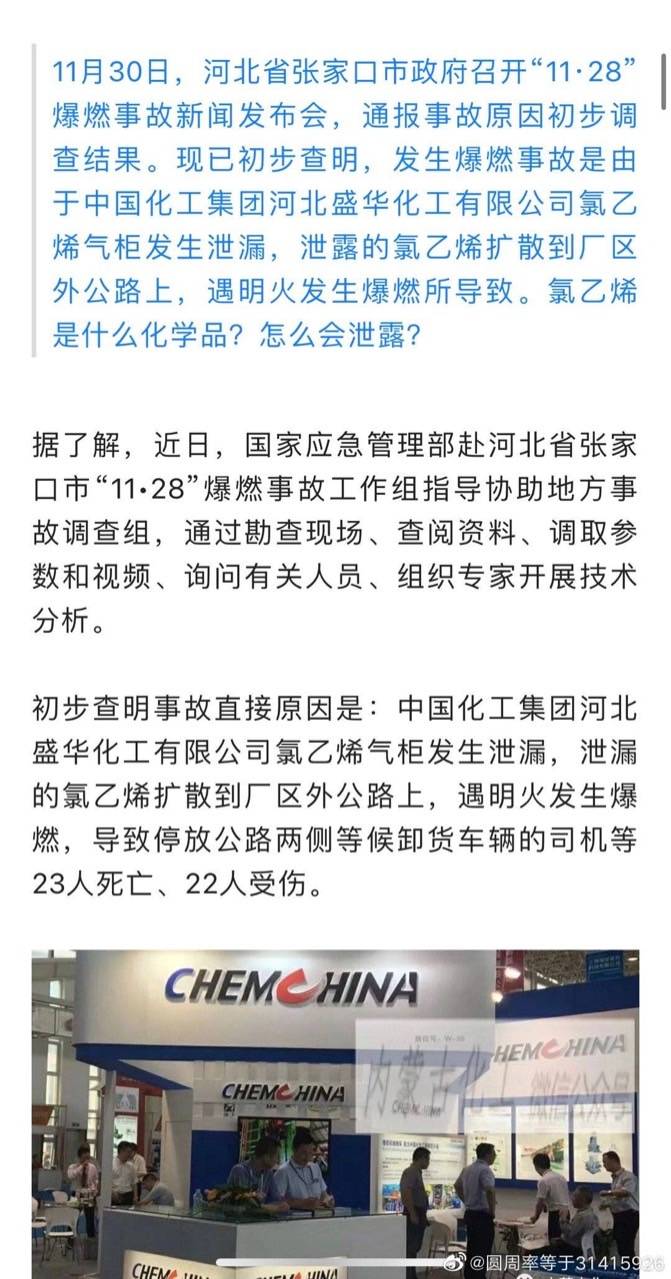 11月30日，河北省张家口市政府召开“11·28”
爆燃事故新闻发布会，通报事故原因初步调
查结果。现已初步查明，发生爆燃事故是由
于中国化工集团河北盛华化工有限公司氯乙
烯气柜发生泄漏，泄露的氯乙烯扩散到厂区
外公路上，遇明火发生爆燃所导致。氯乙烯
是什么化学品？怎么会泄露？
据了解，近日，国家应急管理部赴河北省张家
口市“11•28”爆燃事故工作组指导协助地方事
故调查组，通过勘查现场、查阅资料、调取参
数和视频、询问有关人员、组织专家开展技术
分析。
初步查明事故直接原因是：中国化工集团河北
盛华化工有限公司氯乙烯气柜发生泄漏，泄漏
的氯乙烯扩散到厂区外公路上，遇明火发生爆
燃，导致停放公路两侧等候卸货车辆的司机等
23人死亡、22人受伤。
CHEMCHINA
CHEMCHINA
内蒙古化工
微信公众号
CHEMCHINA
CHEMCHINA
CHEMCHINA
@圆周率等于31415926